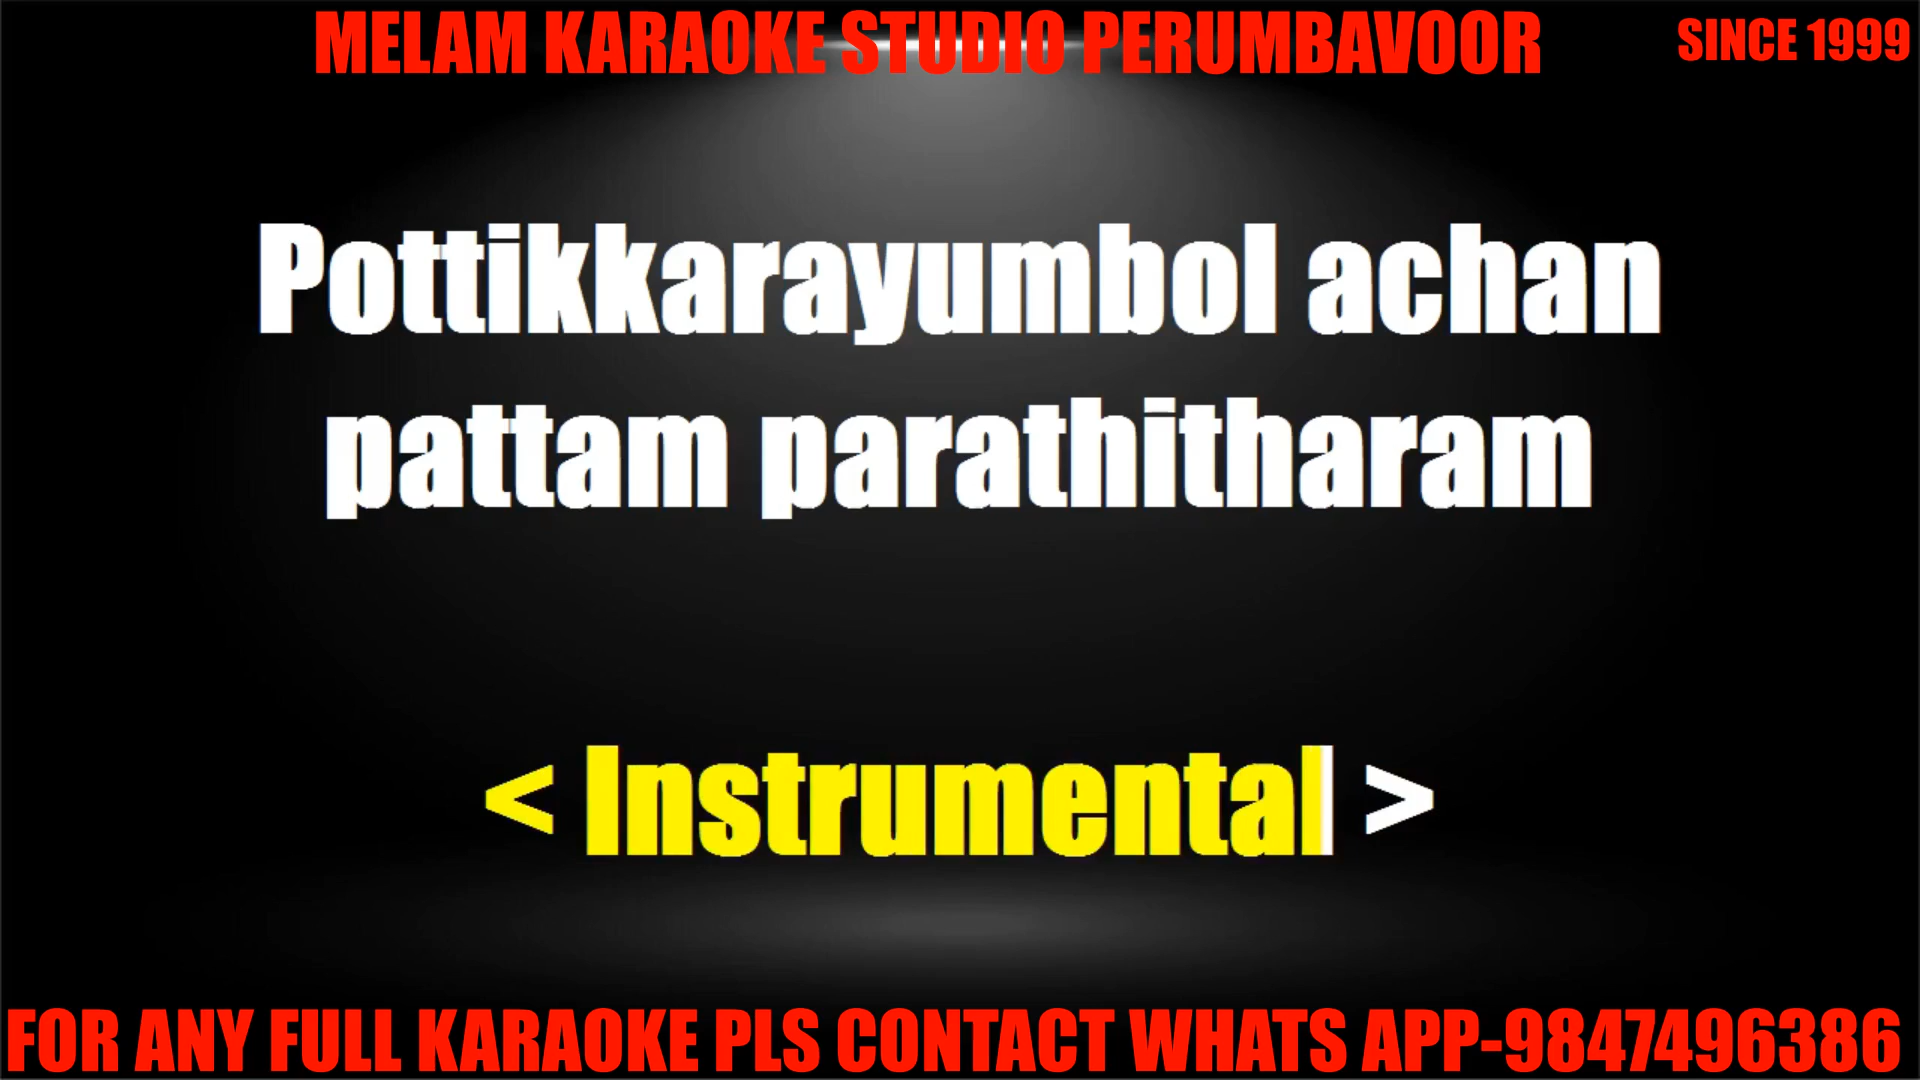 MELAM KARAOKE STUDIO PERUMBAVOOR
SINCE 1999
Pottikkarayumbol achan
pattam parathitharam
< Instrumental >
FOR ANY FULL KARAOKE PLS CONTACT WHATS APP-9847496386